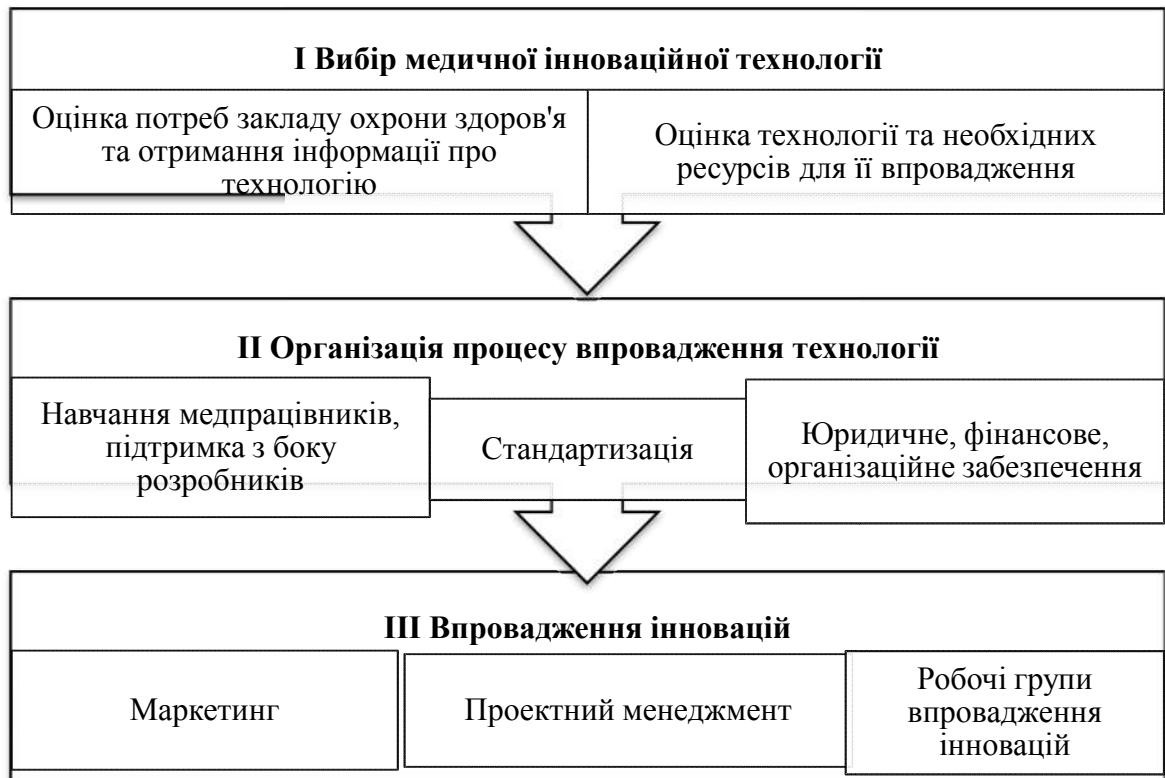 I Вибір медичної інноваційної технології
Оцінка потреб закладу охрони здоров'я
та отримання інформації про
технологію
Оцінка технології та необхідних
ресурсів для її впровадження
II Організація процесу впровадження технології
Навчання медпрацівників,
підтримка з боку
розробників
Стандартизація
Юридичне, фінансове,
організаційне забезпечення
III Впровадження інновацій
Маркетинг
Проектний менеджмент
Робочі групи
впровадження
інновацій